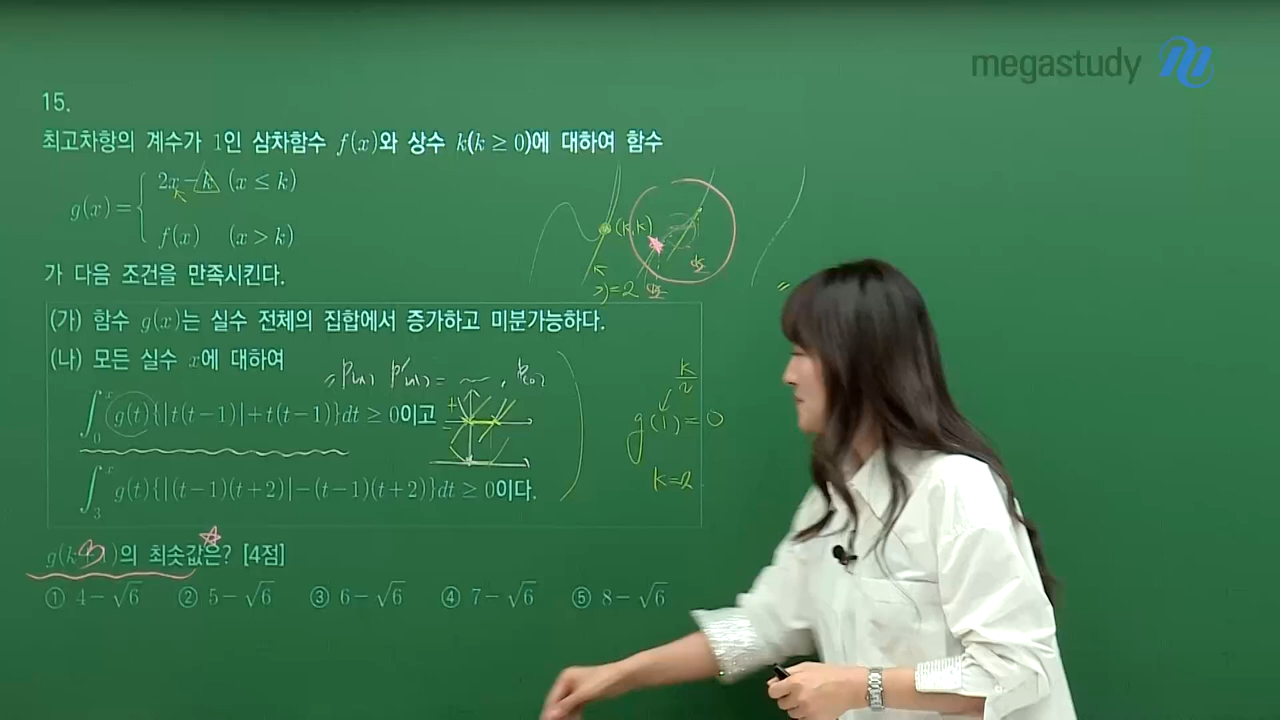 megastudy
15.
최고차항의 계수가 1인 삼차함수 f(x)와 상수 k(k ≥ 0)에 대하여 함수
g(x) = { 2x−k (x ≤ k)
f(x) (x > k)
가 다음 조건을 만족시킨다.
(가) 함수 g(x)는 실수 전체의 집합에서 증가하고 미분가능하다.
(나) 모든 실수 x에 대하여
∫₀ˣ g(t){|t(t−1)|+t(t−1)}dt ≥ 0이고
∫₃ˣ g(t){|(t−1)(t+2)|−(t−1)(t+2)}dt ≥ 0이다.
g(k+1)의 최솟값은? [4점]
① 4−√6 ② 5−√6 ③ 6−√6 ④ 7−√6 ⑤ 8−√6
(k,k)
k/2
g(1)=0
k=2